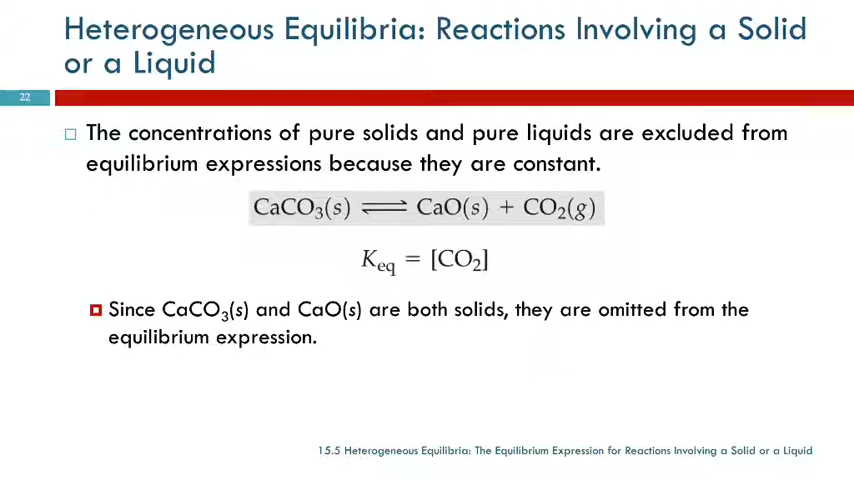 Heterogeneous Equilibria: Reactions Involving a Solid
or a Liquid
22
The concentrations of pure solids and pure liquids are excluded from
equilibrium expressions because they are constant.
CaCO₃(s) ⇌ CaO(s) + CO₂(g)
K_eq = [CO₂]
Since CaCO₃(s) and CaO(s) are both solids, they are omitted from the
equilibrium expression.
15.5 Heterogeneous Equilibria: The Equilibrium Expression for Reactions Involving a Solid or a Liquid